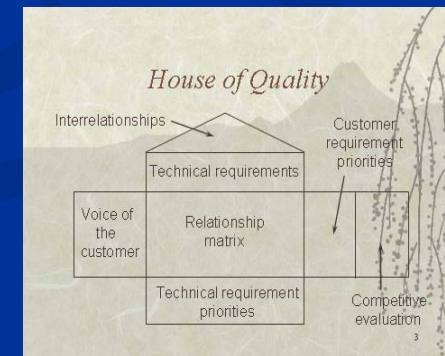 House of Quality
Interrelationships
Customer
requirement
priorities
Technical requirements
Voice of
the
customer
Relationship
matrix
Technical requirement
priorities
Competitive
evaluation
3